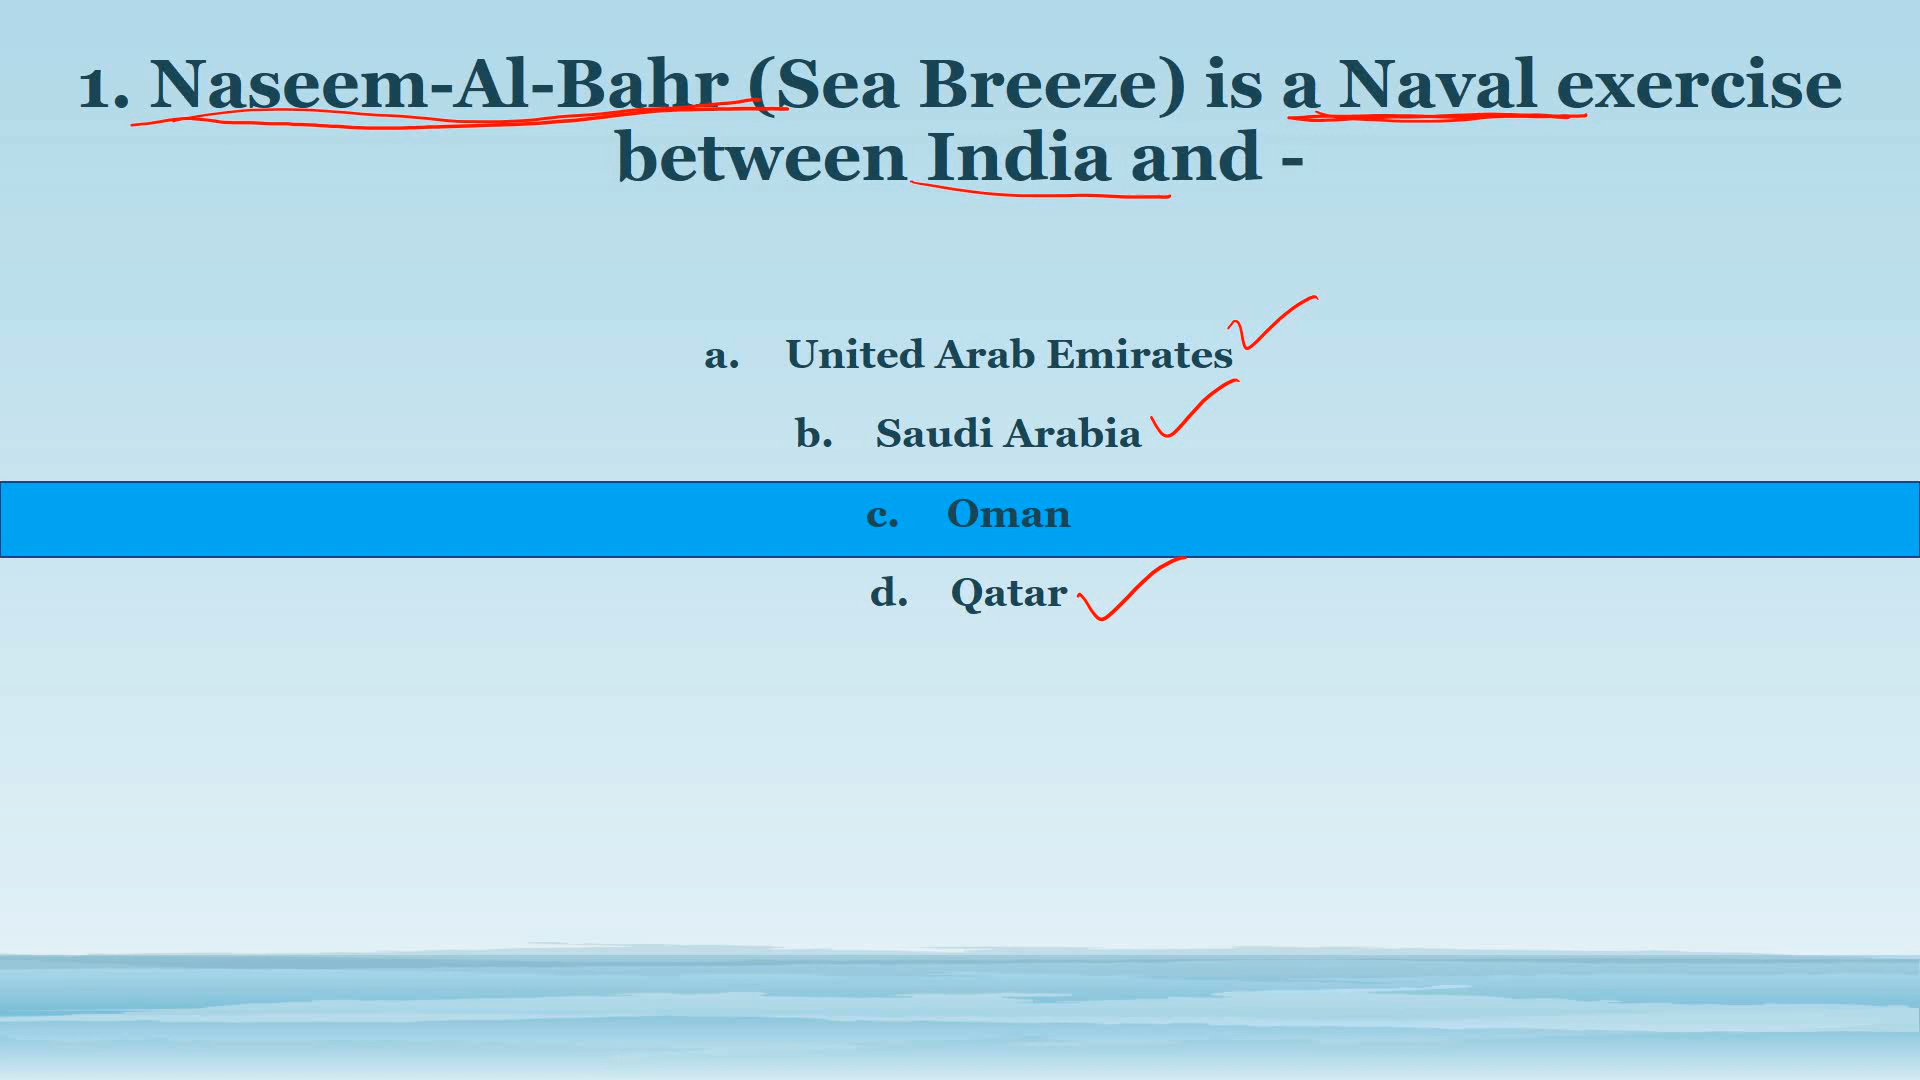 1. Naseem-Al-Bahr (Sea Breeze) is a Naval exercise
between India and -
a. United Arab Emirates
b. Saudi Arabia
c. Oman
d. Qatar